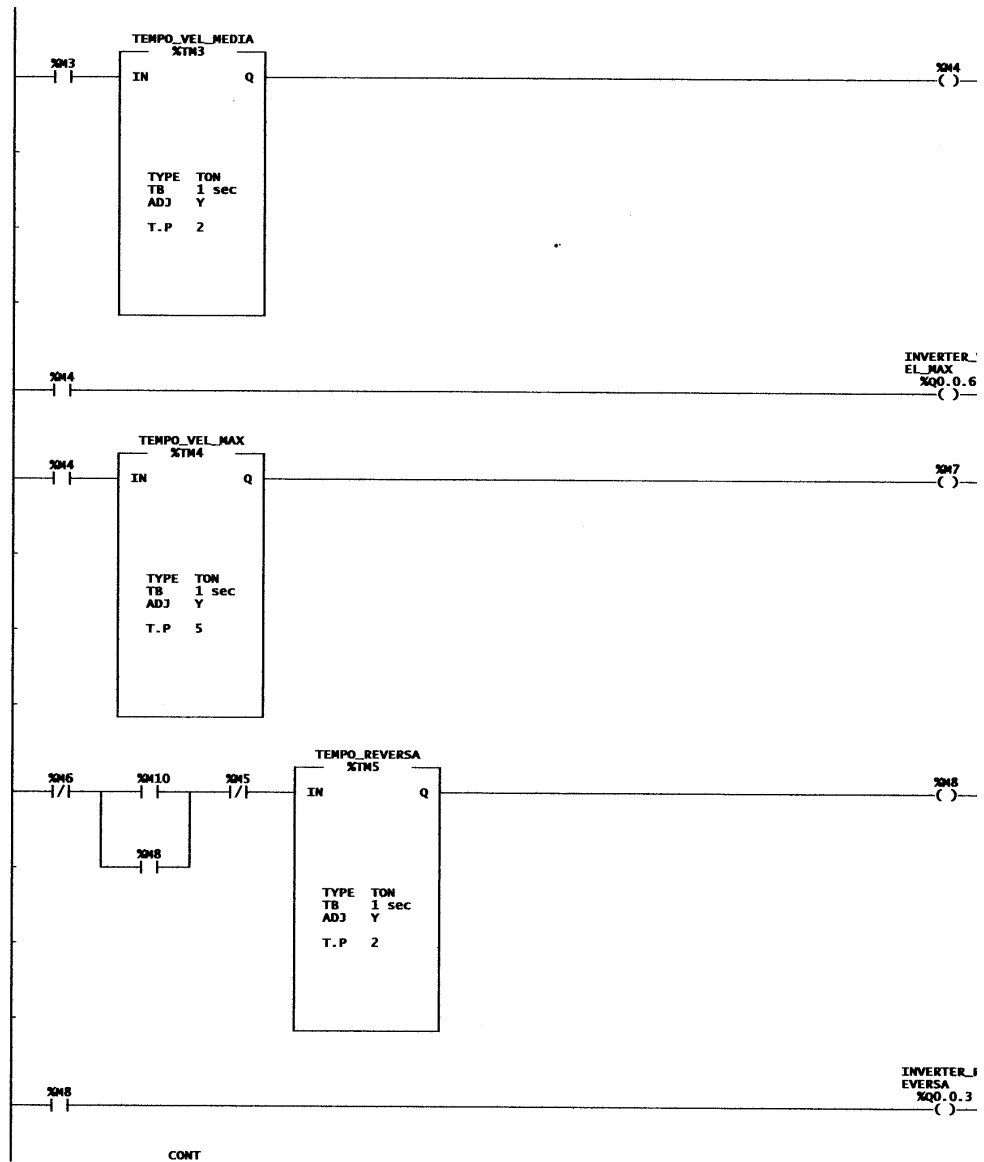 TEMPO_VEL_MEDIA
%TM3
%M3
IN Q
%M4
TYPE TON
TB 1 sec
ADJ Y
T.P 2
INVERTER_V
EL_MAX
%M4
%Q0.0.6
TEMPO_VEL_MAX
%TM4
%M4
IN Q
%M7
TYPE TON
TB 1 sec
ADJ Y
T.P 5
TEMPO_REVERSA
%TM5
%M6 %M10 %M5
IN Q
%M8
%M8
TYPE TON
TB 1 sec
ADJ Y
T.P 2
INVERTER_R
EVERSA
%M8
%Q0.0.3
CONT